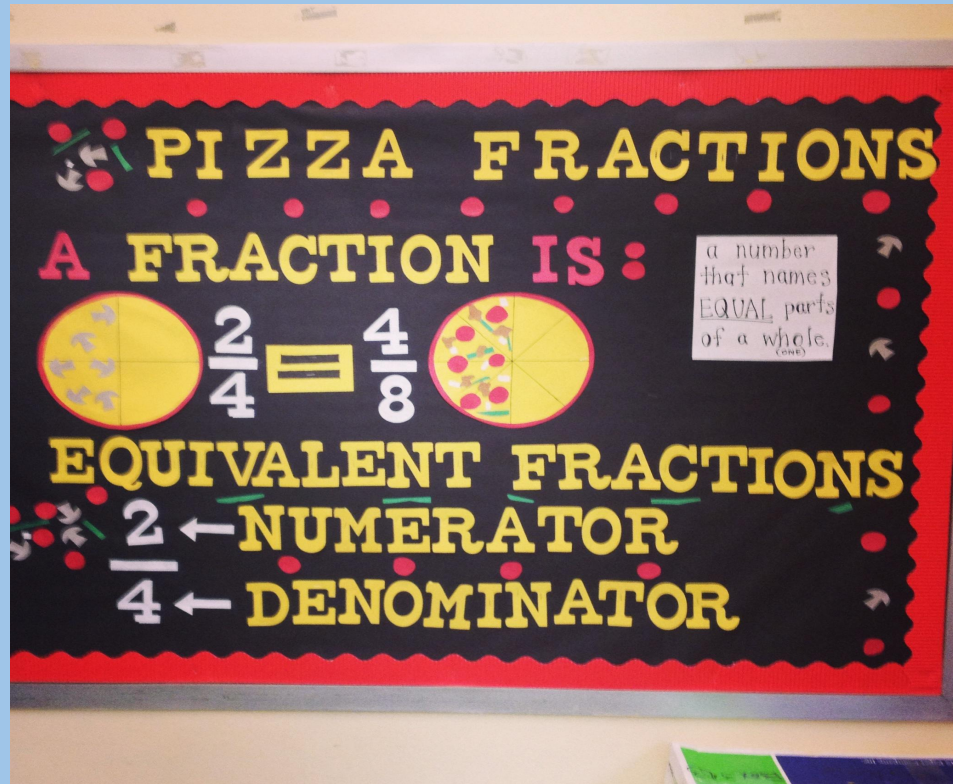 PIZZA FRACTIONS
A FRACTION IS:
a number
that names
EQUAL parts
of a whole.
(ONE)
2/4 = 4/8
EQUIVALENT FRACTIONS
2 ← NUMERATOR
4 ← DENOMINATOR